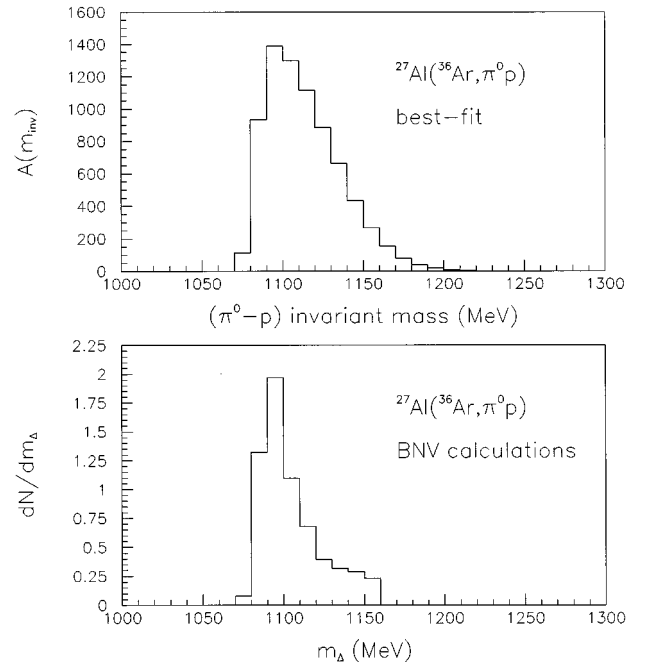 1600
1400
1200
1000
800
600
400
200
0
A(m_inv)
²⁷Al(³⁶Ar,π⁰p)
best–fit
1000 1050 1100 1150 1200 1250 1300
(π⁰–p) invariant mass (MeV)
2.25
2
1.75
1.5
1.25
1
0.75
0.5
0.25
0
dN/dm_Δ
²⁷Al(³⁶Ar,π⁰p)
BNV calculations
1000 1050 1100 1150 1200 1250 1300
m_Δ (MeV)